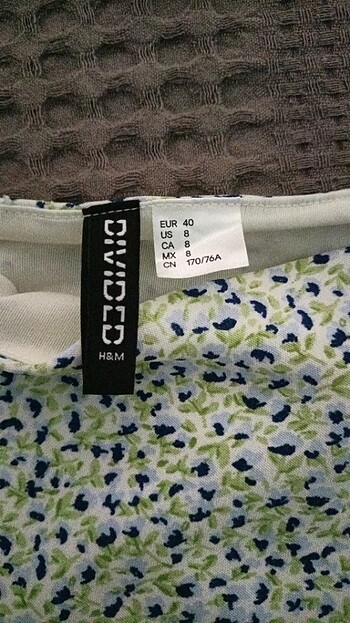 DIVIDED
H&M
EUR 40
US 8
CA 8
MX 8
CN 170/76A